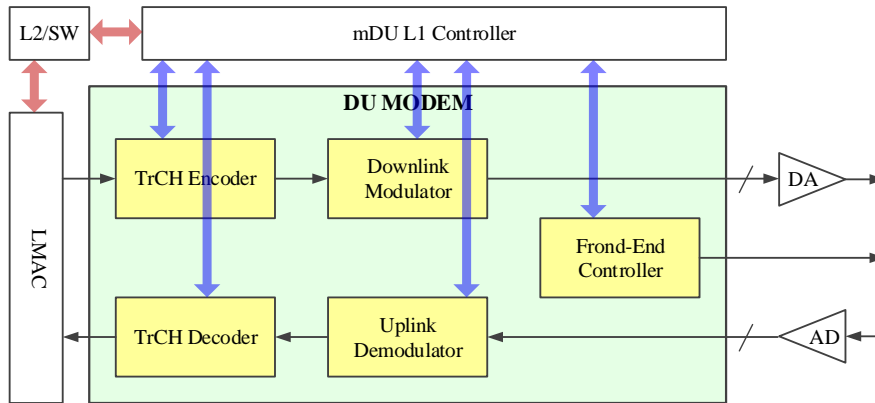 L2/SW
mDU L1 Controller
DU MODEM
TrCH Encoder
Downlink
Modulator
DA
LMAC
Frond-End
Controller
TrCH Decoder
Uplink
Demodulator
AD